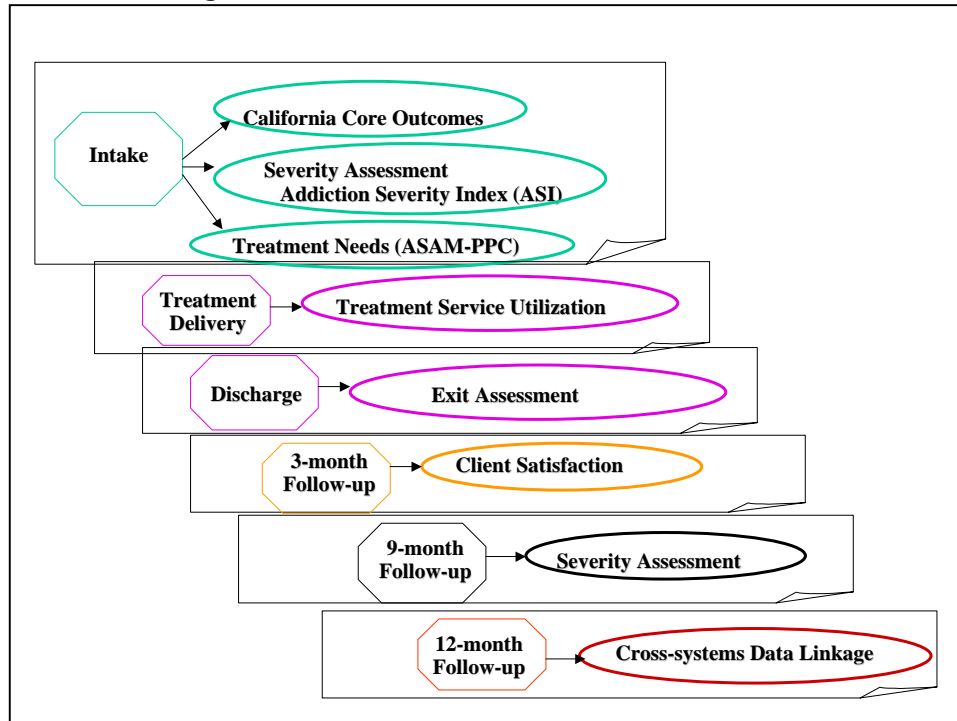 California Core Outcomes
Intake
Severity Assessment
Addiction Severity Index (ASI)
Treatment Needs (ASAM-PPC)
Treatment
Delivery
Treatment Service Utilization
Discharge
Exit Assessment
3-month
Follow-up
Client Satisfaction
9-month
Follow-up
Severity Assessment
12-month
Follow-up
Cross-systems Data Linkage